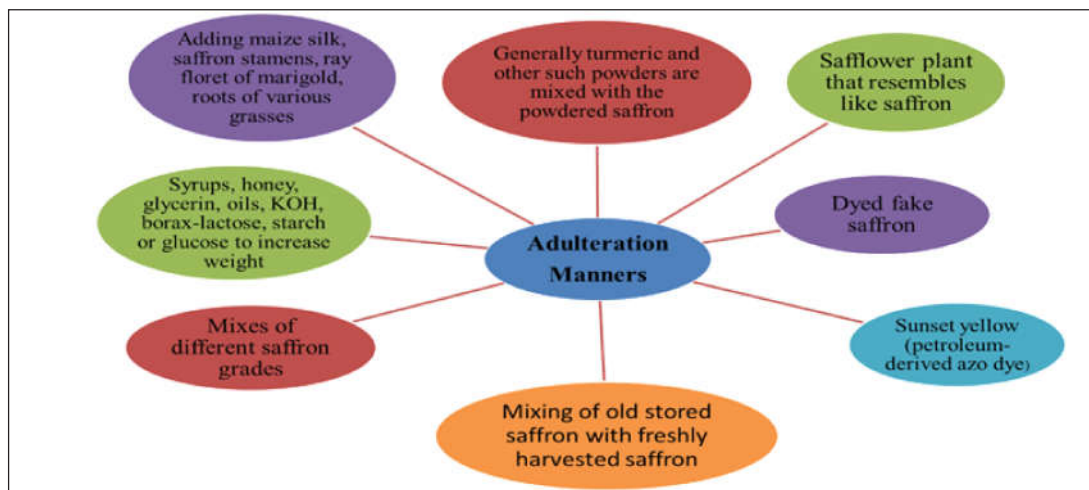 Adding maize silk,
saffron stamens, ray
floret of marigold,
roots of various
grasses
Generally turmeric and
other such powders are
mixed with the
powdered saffron
Safflower plant
that resembles
like saffron
Syrups, honey,
glycerin, oils, KOH,
borax-lactose, starch
or glucose to increase
weight
Dyed fake
saffron
Adulteration
Manners
Mixes of
different saffron
grades
Sunset yellow
(petroleum-
derived azo dye)
Mixing of old stored
saffron with freshly
harvested saffron